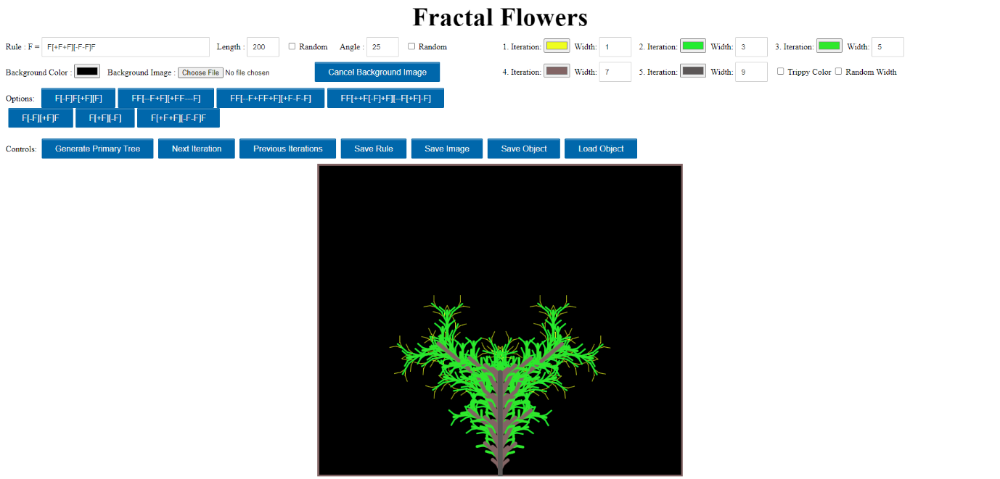 Fractal Flowers
Rule : F = F[+F+F][-F-F]F Length : 200 Random Angle : 25 Random 1. Iteration: Width: 1 2. Iteration: Width: 3 3. Iteration: Width: 5
Background Color : Background Image : Choose File No file chosen Cancel Background Image 4. Iteration: Width: 7 5. Iteration: Width: 9 Trippy Color Random Width
Options: F[-F]F[+F][F] FF[--F+F][+FF---F] FF[--F+FF+F][+F-F-F] FF[++F[-F]+F][--F[+F]-F]
F[-F][+F]F F[+F][-F] F[+F+F][-F-F]F
Controls: Generate Primary Tree Next Iteration Previous Iterations Save Rule Save Image Save Object Load Object